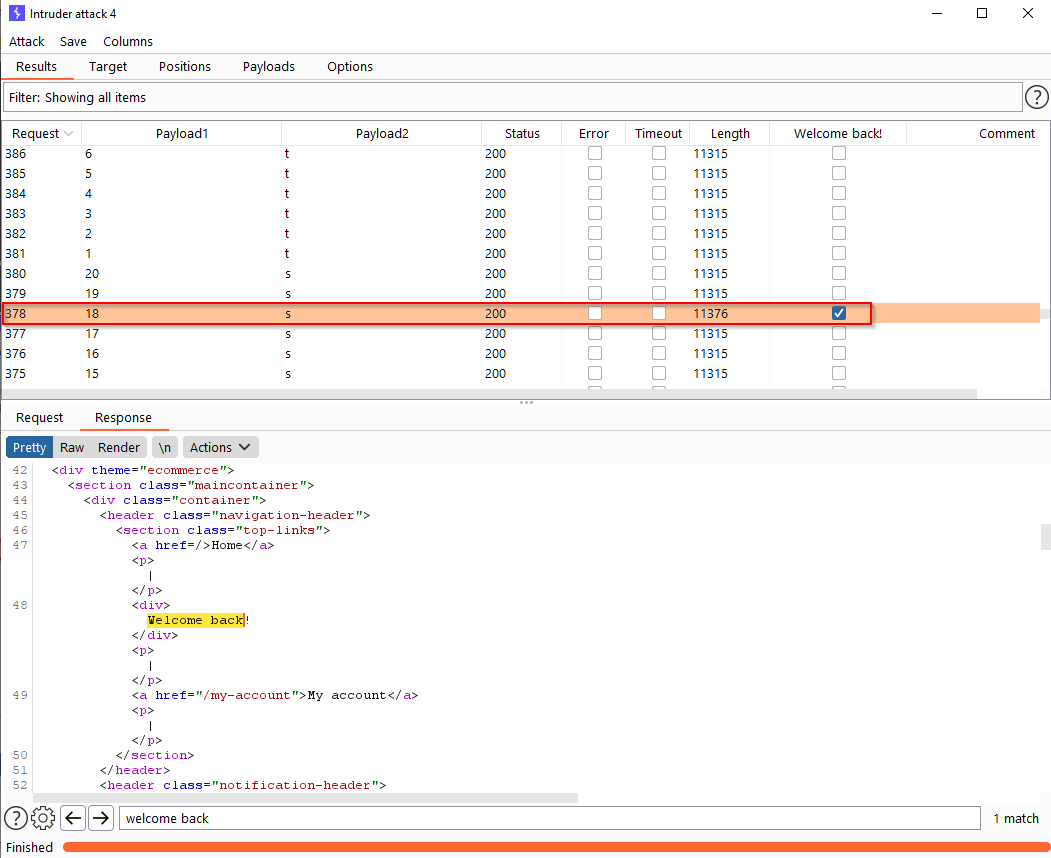 Intruder attack 4
Attack Save Columns
Results Target Positions Payloads Options
Filter: Showing all items ?
Request Payload1 Payload2 Status Error Timeout Length Welcome back! Comment
386 6 t 200 11315
385 5 t 200 11315
384 4 t 200 11315
383 3 t 200 11315
382 2 t 200 11315
381 1 t 200 11315
380 20 s 200 11315
379 19 s 200 11315
378 18 s 200 11376
377 17 s 200 11315
376 16 s 200 11315
375 15 s 200 11315
Request Response
Pretty Raw Render \n Actions
42 <div theme="ecommerce">
43 <section class="maincontainer">
44 <div class="container">
45 <header class="navigation-header">
46 <section class="top-links">
47 <a href=/>Home</a>
<p>
|
</p>
48 <div>
Welcome back!
</div>
<p>
|
</p>
49 <a href="/my-account">My account</a>
<p>
|
</p>
50 </section>
51 </header>
52 <header class="notification-header">
? welcome back 1 match
Finished